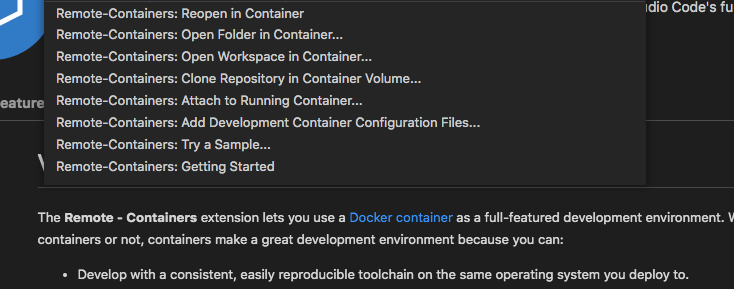 Remote-Containers: Reopen in Container
Remote-Containers: Open Folder in Container...
Remote-Containers: Open Workspace in Container...
Remote-Containers: Clone Repository in Container Volume...
Remote-Containers: Attach to Running Container...
Remote-Containers: Add Development Container Configuration Files...
Remote-Containers: Try a Sample...
Remote-Containers: Getting Started
dio Code's fu
eature
The Remote - Containers extension lets you use a Docker container as a full-featured development environment.
containers or not, containers make a great development environment because you can:
• Develop with a consistent, easily reproducible toolchain on the same operating system you deploy to.